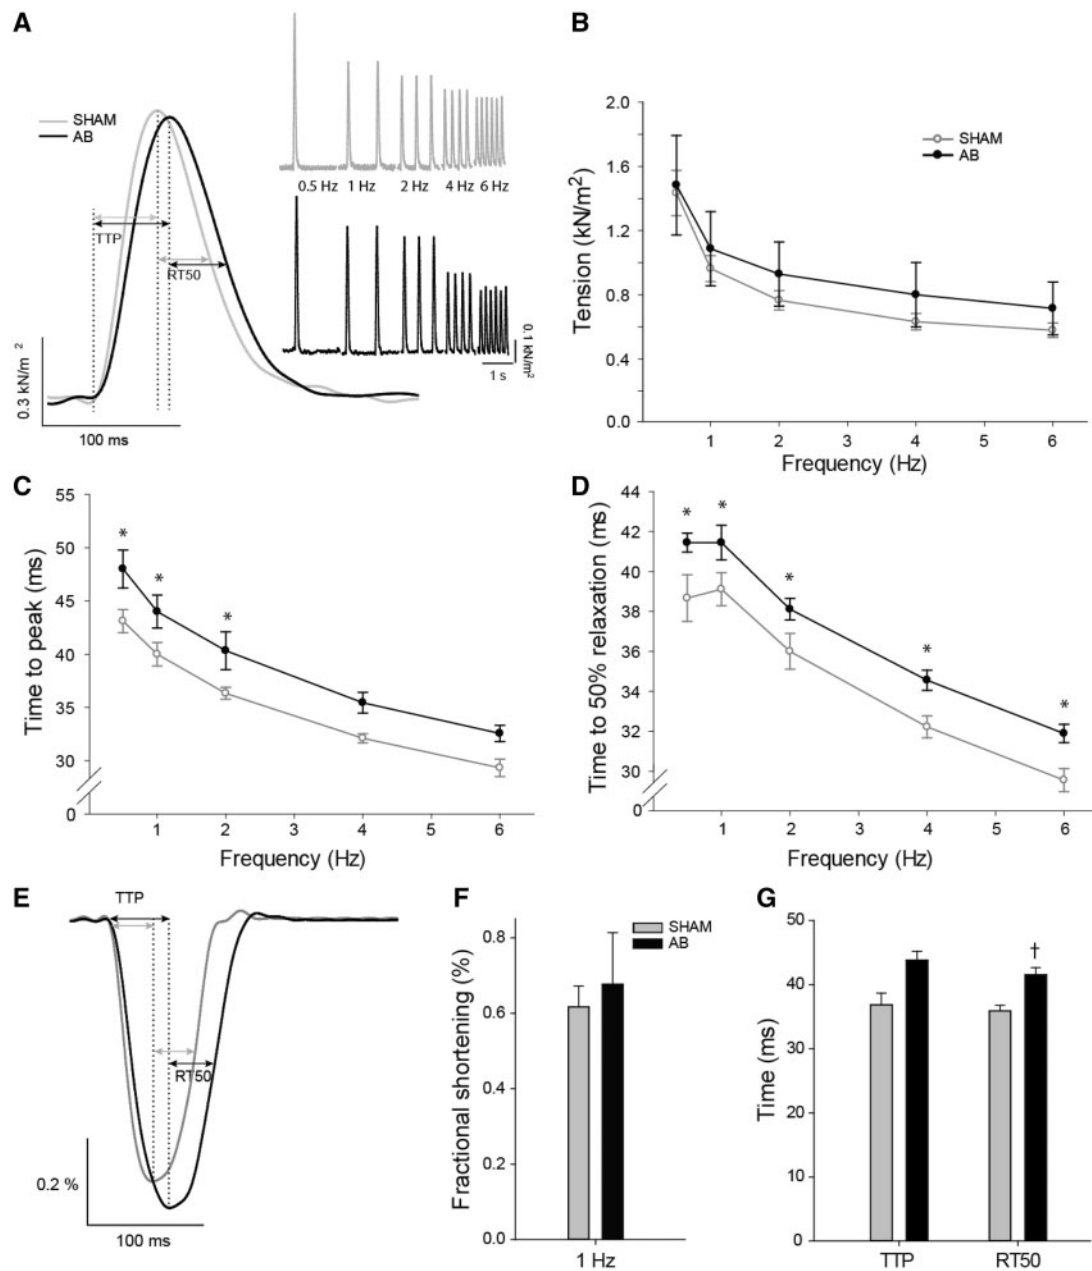 A
SHAM
AB
TTP
RT50
0.3 kN/m 2
100 ms
0.5 Hz 1 Hz 2 Hz 4 Hz 6 Hz
0.1 kN/m²
1 s
B
Tension (kN/m²)
2.0
1.6
1.2
0.8
0.4
0.0
SHAM
AB
1 2 3 4 5 6
Frequency (Hz)
C
Time to peak (ms)
55
50
45
40
35
30
0
* * *
1 2 3 4 5 6
Frequency (Hz)
D
Time to 50% relaxation (ms)
44
42
40
38
36
34
32
30
0
* * * * *
1 2 3 4 5 6
Frequency (Hz)
E
TTP
RT50
0.2 %
100 ms
F
Fractional shortening (%)
0.8
0.6
0.4
0.2
0.0
SHAM
AB
1 Hz
G
Time (ms)
50
40
30
20
10
0
†
TTP RT50